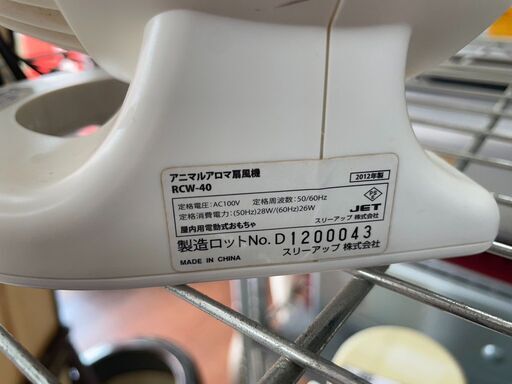 アニマルアロマ扇風機
RCW-40
2012年製
定格電圧:AC100V 定格周波数:50/60Hz
定格消費電力:(50Hz)28W/(60Hz)26W
屋内用電動式おもちゃ
PS
E
JET
スリーアップ 株式会社
製造ロットNo. D1200043
MADE IN CHINA
スリーアップ 株式会社